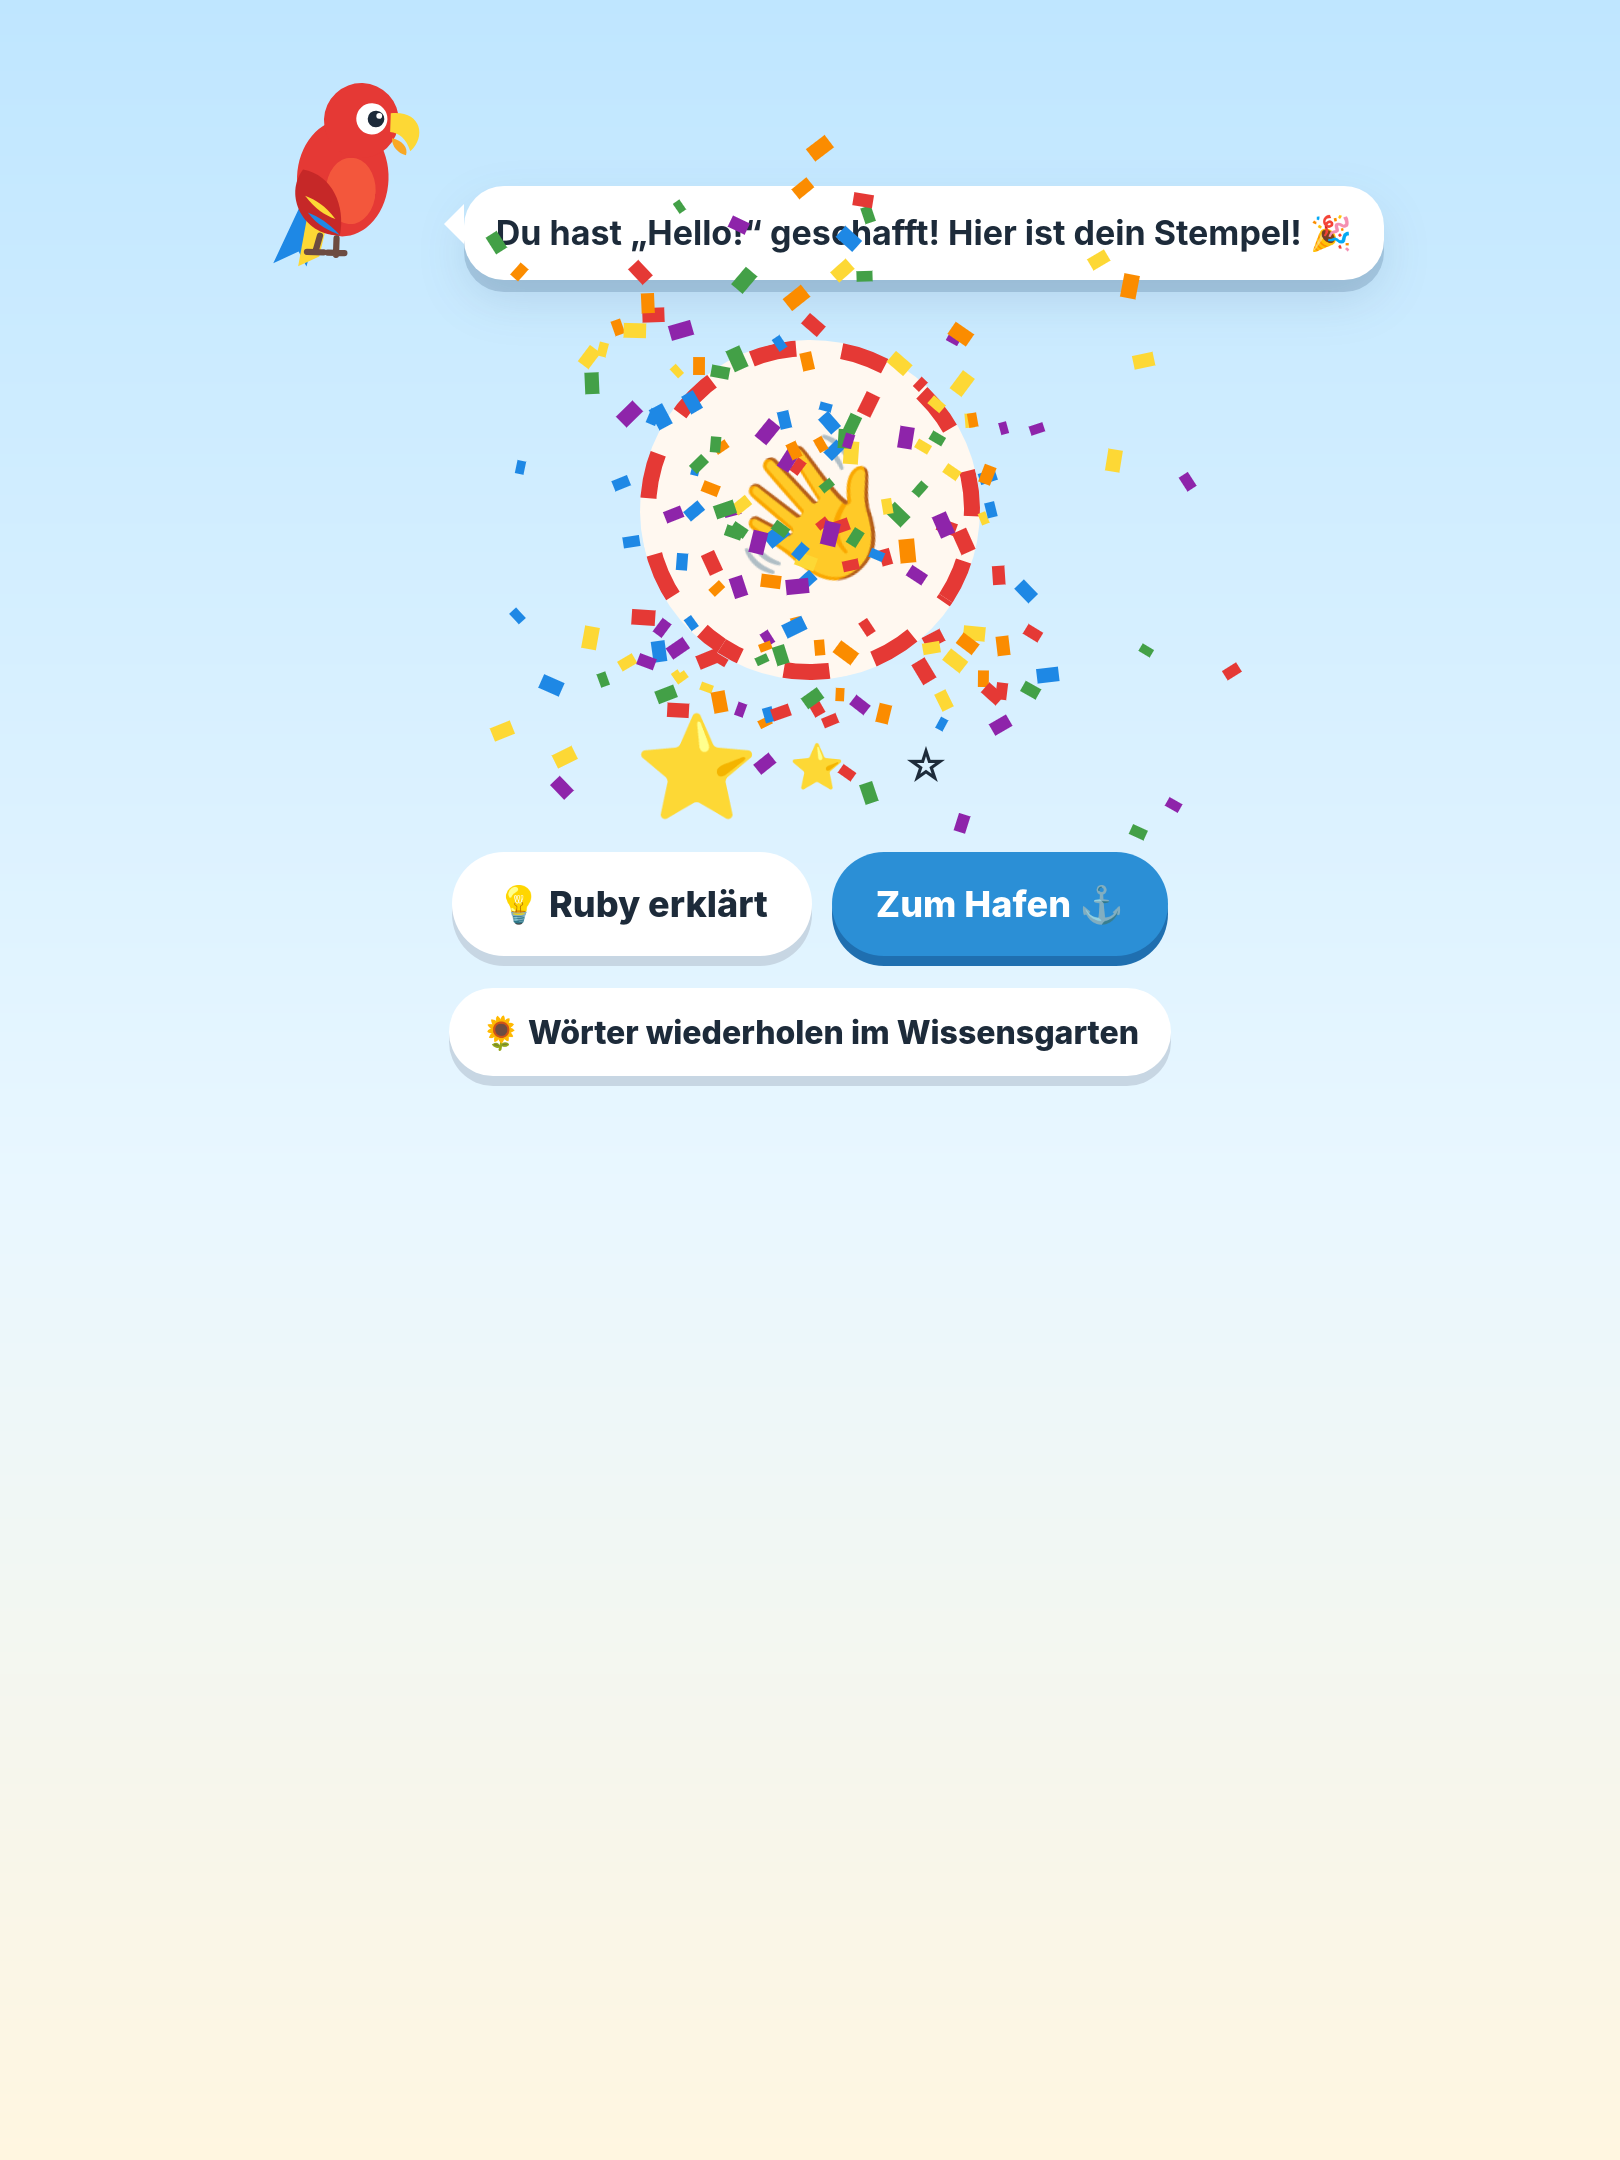 Du hast „Hello!“ geschafft! Hier ist dein Stempel! 🎉
💡 Ruby erklärt
Zum Hafen ⚓
🌻 Wörter wiederholen im Wissensgarten